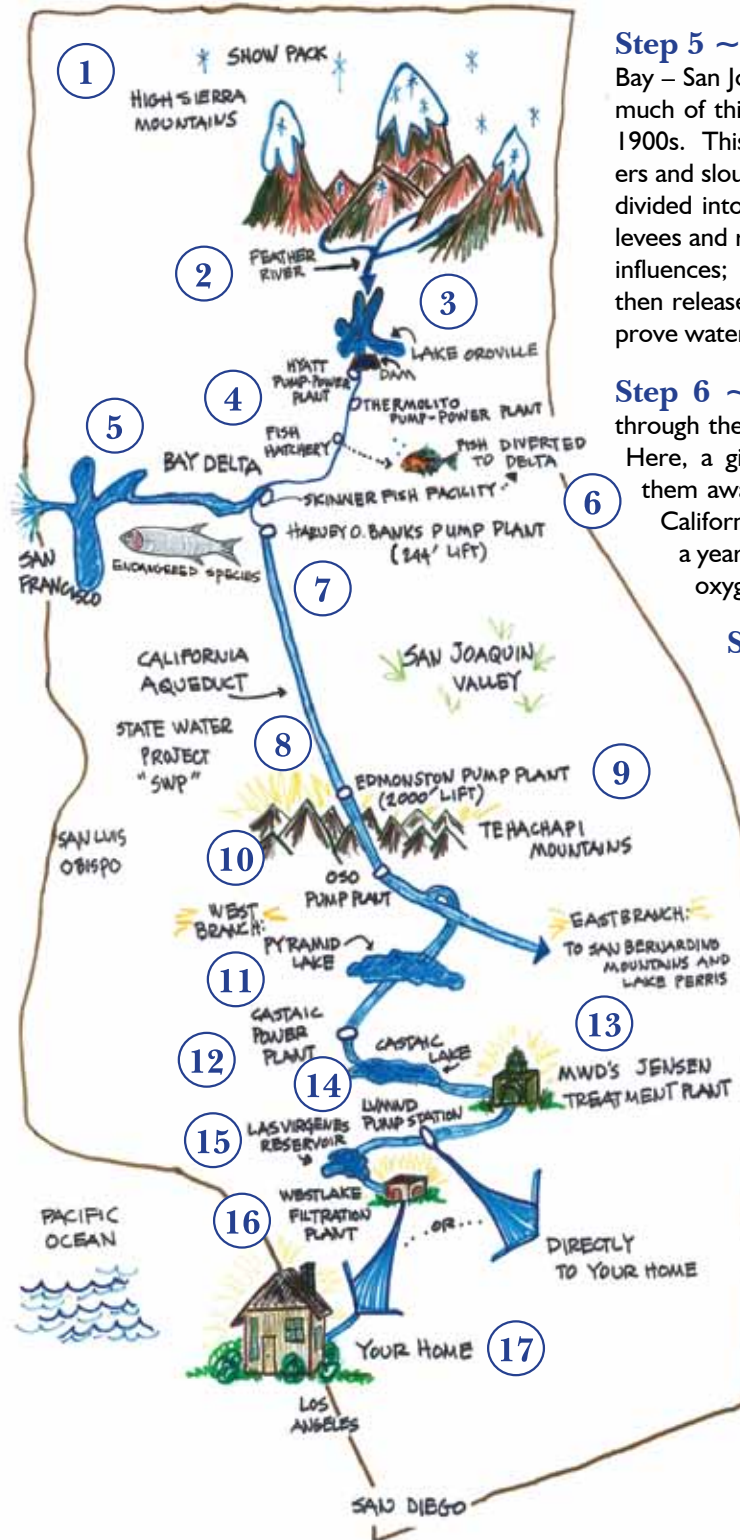 1
SNOW PACK
HIGH SIERRA
MOUNTAINS
2
FEATHER
RIVER
3
LAKE OROVILLE
DAM
HYATT
PUMP-POWER
PLANT
4
THERMOLITO
PUMP-POWER PLANT
FISH
HATCHERY
FISH DIVERTED
TO DELTA
5
BAY DELTA
SKINNER FISH FACILITY
6
HARVEY O. BANKS PUMP PLANT
(244' LIFT)
SAN
FRANCISCO
ENDANGERED SPECIES
7
CALIFORNIA
AQUEDUCT
SAN JOAQUIN
VALLEY
STATE WATER
PROJECT
"SWP"
8
EDMONSTON PUMP PLANT
(2000' LIFT)
9
TEHACHAPI
MOUNTAINS
SAN LUIS
OBISPO
10
OSO
PUMP PLANT
WEST
BRANCH:
EAST BRANCH:
TO SAN BERNARDINO
MOUNTAINS AND
LAKE PERRIS
PYRAMID
LAKE
11
CASTAIC
POWER
PLANT
12
CASTAIC
LAKE
13
MWD'S JENSEN
TREATMENT PLANT
14
LVMWD
PUMP STATION
15
LAS VIRGENES
RESERVOIR
WESTLAKE
FILTRATION
PLANT
16
..OR...
DIRECTLY
TO YOUR HOME
PACIFIC
OCEAN
YOUR HOME
17
LOS
ANGELES
SAN DIEGO
Step 5 ~
Bay – San Jo
much of thi
1900s. This
ers and slou
divided into
levees and
influences;
then release
prove water
Step 6 ~
through the
Here, a gi
them awa
Californ
a year
oxyg
S